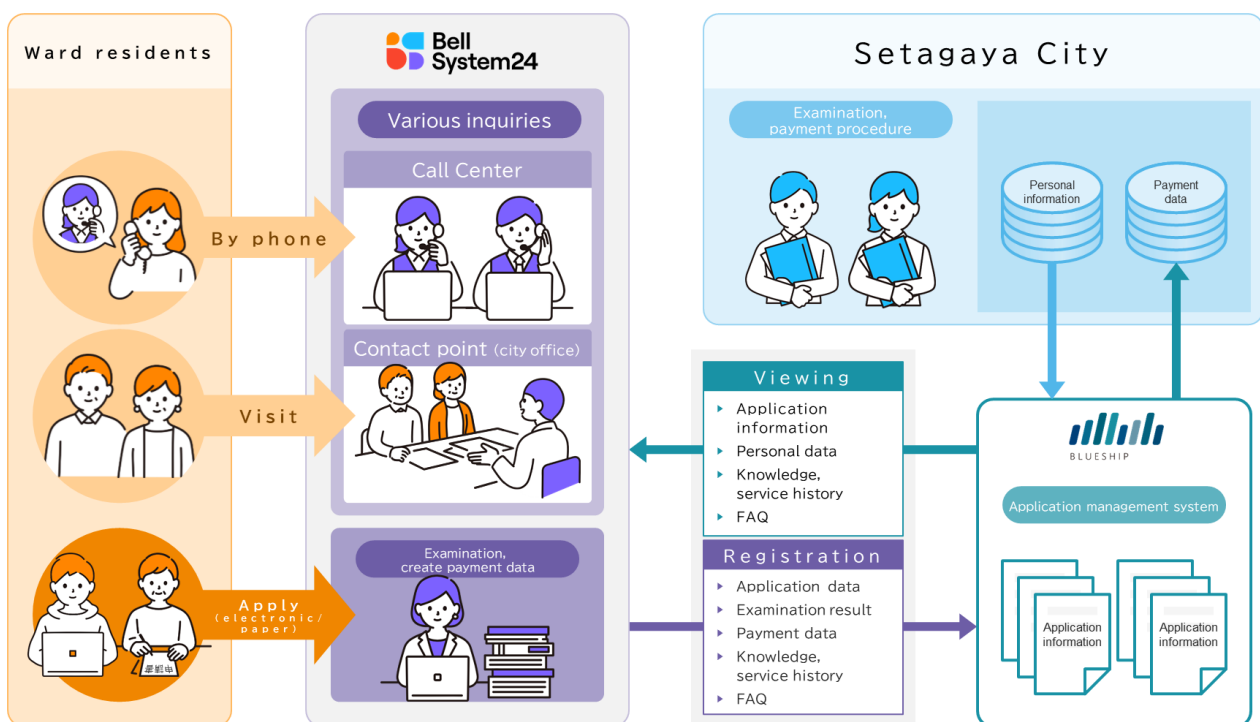 Ward residents
By phone
Visit
Apply
(electronic/
paper)
申請書
Bell
System24
Various inquiries
Call Center
Contact point (city office)
Examination,
create payment data
Setagaya City
Examination,
payment procedure
Personal
information
Payment
data
Viewing
Application
information
Personal data
Knowledge,
service history
FAQ
Registration
Application data
Examination result
Payment data
Knowledge,
service history
FAQ
BLUESHIP
Application management system
Application
information
Application
information